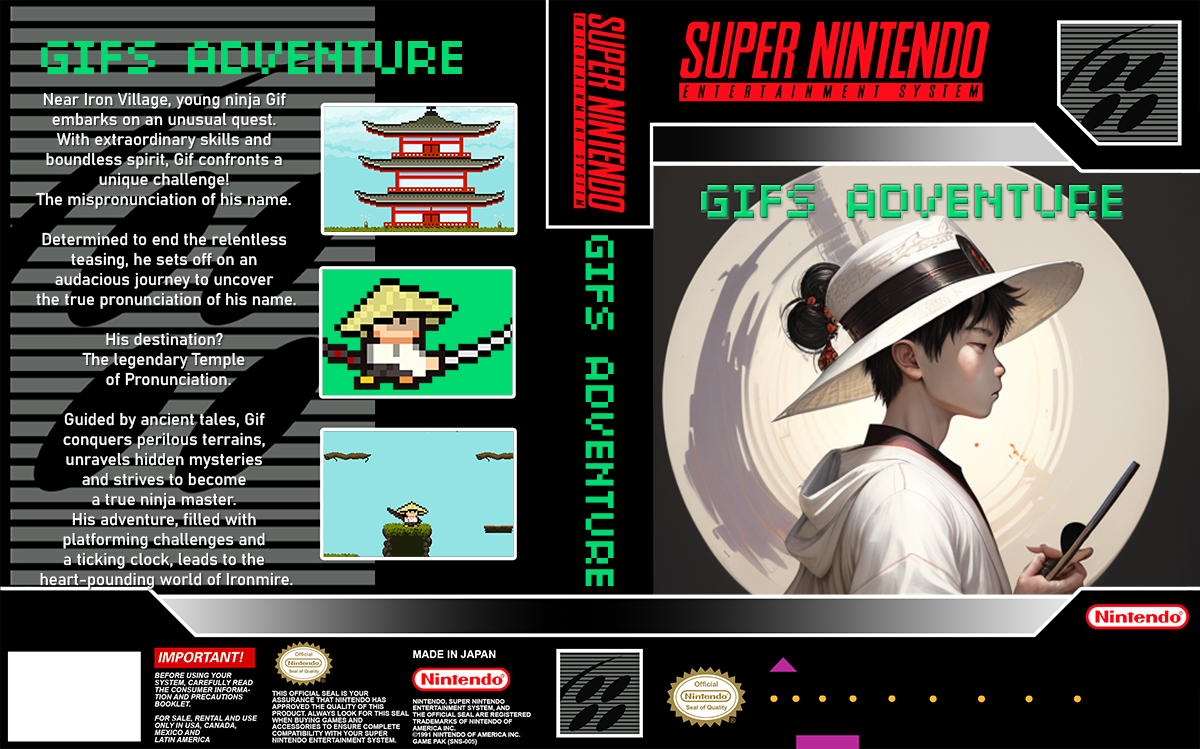 GIFS ADVENTURE
Near Iron Village, young ninja Gif
embarks on an unusual quest.
With extraordinary skills and
boundless spirit, Gif confronts a
unique challenge!
The mispronunciation of his name.
Determined to end the relentless
teasing, he sets off on an
audacious journey to uncover
the true pronunciation of his name.
His destination?
The legendary Temple
of Pronunciation.
Guided by ancient tales, Gif
conquers perilous terrains,
unravels hidden mysteries
and strives to become
a true ninja master.
His adventure, filled with
platforming challenges and
a ticking clock, leads to the
heart-pounding world of Ironmire.
SUPER NINTENDO
ENTERTAINMENT SYSTEM
GIFS ADVENTURE
SUPER NINTENDO
ENTERTAINMENT SYSTEM
GIFS ADVENTURE
Nintendo®
IMPORTANT!
BEFORE USING YOUR
SYSTEM, CAREFULLY READ
THE CONSUMER INFORMA-
TION AND PRECAUTIONS
BOOKLET.
FOR SALE, RENTAL AND USE
ONLY IN USA, CANADA,
MEXICO AND
LATIN AMERICA
Official
Nintendo
Seal of Quality
THIS OFFICIAL SEAL IS YOUR
ASSURANCE THAT NINTENDO HAS
APPROVED THE QUALITY OF THIS
PRODUCT. ALWAYS LOOK FOR THIS SEAL
WHEN BUYING GAMES AND
ACCESSORIES TO ENSURE COMPLETE
COMPATIBILITY WITH YOUR SUPER
NINTENDO ENTERTAINMENT SYSTEM.
MADE IN JAPAN
Nintendo®
NINTENDO, SUPER NINTENDO
ENTERTAINMENT SYSTEM, AND
THE OFFICIAL SEAL ARE REGISTERED
TRADEMARKS OF NINTENDO OF
AMERICA INC.
©1991 NINTENDO OF AMERICA INC.
GAME PAK (SNS-005)
Official
Nintendo
Seal of Quality
®